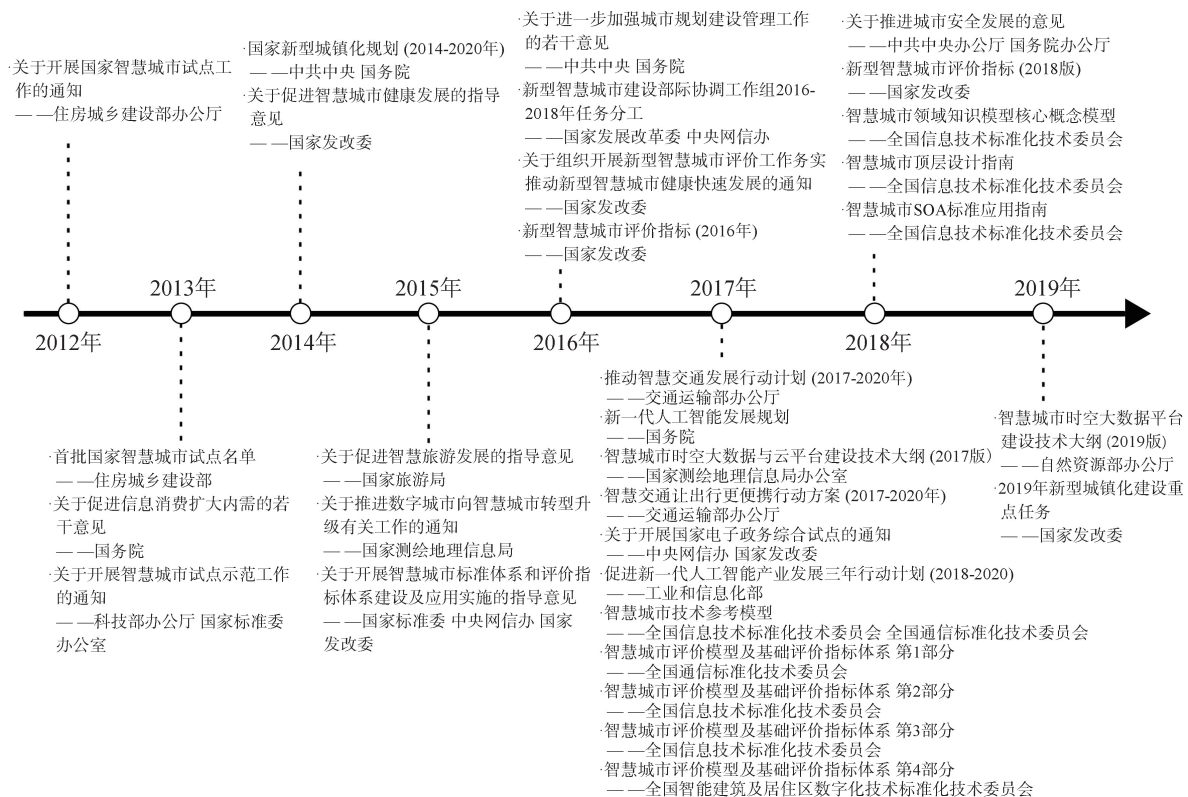 ·关于开展国家智慧城市试点工
作的通知
— —住房城乡建设部办公厅
·国家新型城镇化规划 (2014-2020年)
— —中共中央 国务院
·关于促进智慧城市健康发展的指导
意见
— —国家发改委
·关于进一步加强城市规划建设管理工作
的若干意见
— —中共中央 国务院
·新型智慧城市建设部际协调工作组2016-
2018年任务分工
— —国家发展改革委 中央网信办
·关于组织开展新型智慧城市评价工作务实
推动新型智慧城市健康快速发展的通知
— —国家发改委
·新型智慧城市评价指标 (2016年)
— —国家发改委
·关于推进城市安全发展的意见
— —中共中央办公厅 国务院办公厅
·新型智慧城市评价指标 (2018版)
— —国家发改委
·智慧城市领域知识模型核心概念模型
— —全国信息技术标准化技术委员会
·智慧城市顶层设计指南
— —全国信息技术标准化技术委员会
·智慧城市SOA标准应用指南
— —全国信息技术标准化技术委员会
2012年
2013年
2014年
2015年
2016年
2017年
2018年
2019年
·首批国家智慧城市试点名单
— —住房城乡建设部
·关于促进信息消费扩大内需的若
干意见
— —国务院
·关于开展智慧城市试点示范工作
的通知
— —科技部办公厅 国家标准委
办公室
·关于促进智慧旅游发展的指导意见
— —国家旅游局
·关于推进数字城市向智慧城市转型升
级有关工作的通知
— —国家测绘地理信息局
·关于开展智慧城市标准体系和评价指
标体系建设及应用实施的指导意见
— —国家标准委 中央网信办 国家
发改委
·推动智慧交通发展行动计划 (2017-2020年)
— —交通运输部办公厅
·新一代人工智能发展规划
— —国务院
·智慧城市时空大数据与云平台建设技术大纲 (2017版)
— —国家测绘地理信息局办公室
·智慧交通让出行更便携行动方案 (2017-2020年)
— —交通运输部办公厅
·关于开展国家电子政务综合试点的通知
— —中央网信办 国家发改委
·促进新一代人工智能产业发展三年行动计划 (2018-2020)
— —工业和信息化部
·智慧城市技术参考模型
— —全国信息技术标准化技术委员会 全国通信标准化技术委员会
·智慧城市评价模型及基础评价指标体系 第1部分
— —全国通信标准化技术委员会
·智慧城市评价模型及基础评价指标体系 第2部分
— —全国信息技术标准化技术委员会
·智慧城市评价模型及基础评价指标体系 第3部分
— —全国信息技术标准化技术委员会
·智慧城市评价模型及基础评价指标体系 第4部分
— —全国智能建筑及居住区数字化技术标准化技术委员会
·智慧城市时空大数据平台
建设技术大纲 (2019版)
— —自然资源部办公厅
·2019年新型城镇化建设重
点任务
— —国家发改委